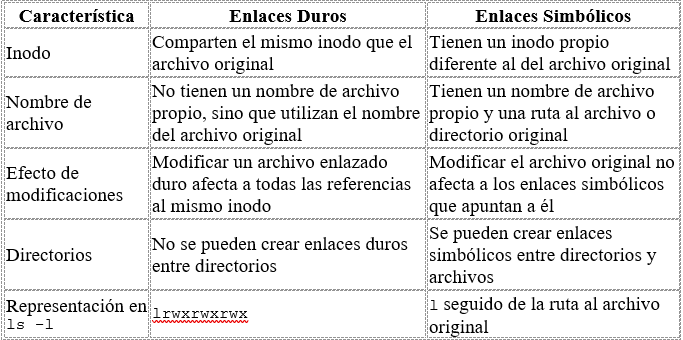 Característica
Enlaces Duros
Enlaces Simbólicos
Inodo
Comparten el mismo inodo que el
archivo original
Tienen un inodo propio
diferente al del archivo original
Nombre de
archivo
No tienen un nombre de archivo
propio, sino que utilizan el nombre
del archivo original
Tienen un nombre de archivo
propio y una ruta al archivo o
directorio original
Efecto de
modificaciones
Modificar un archivo enlazado
duro afecta a todas las referencias
al mismo inodo
Modificar el archivo original no
afecta a los enlaces simbólicos
que apuntan a él
Directorios
No se pueden crear enlaces duros
entre directorios
Se pueden crear enlaces
simbólicos entre directorios y
archivos
Representación en
ls -l
lrwxrwxrwx
l seguido de la ruta al archivo
original